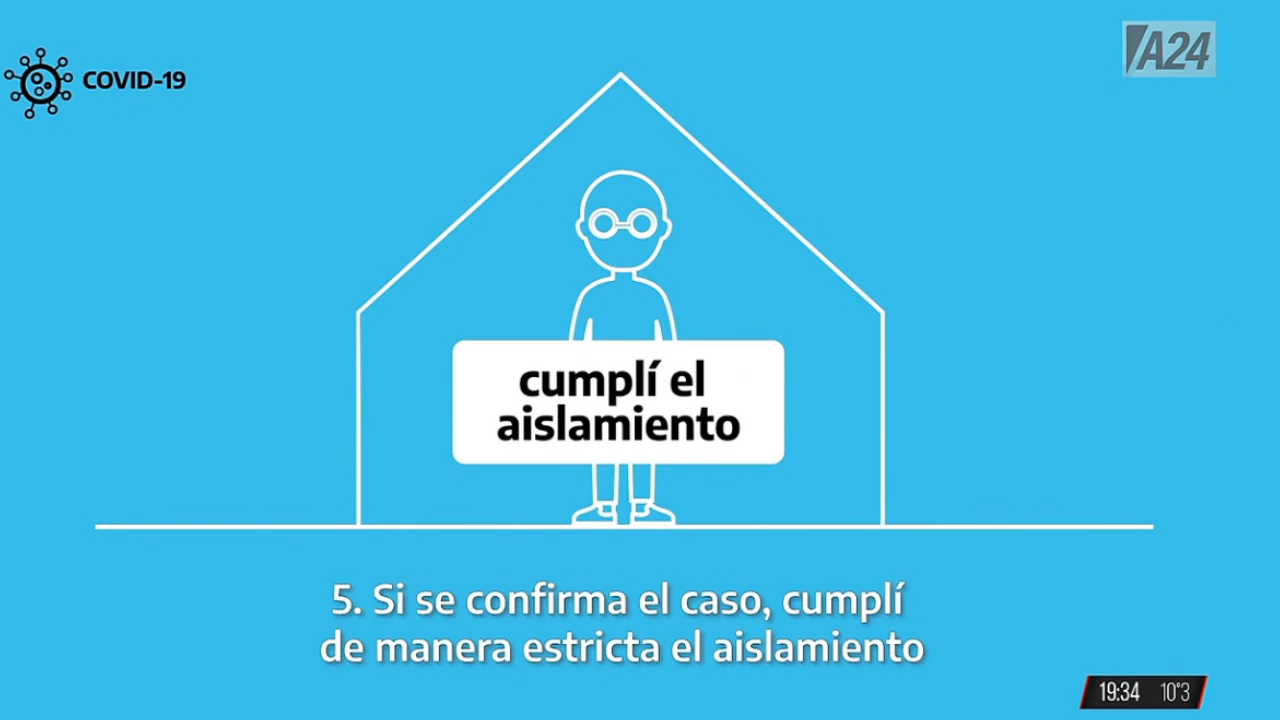 COVID-19
A24
cumplí el
aislamiento
5. Si se confirma el caso, cumplí
de manera estricta el aislamiento
19:34 10°3